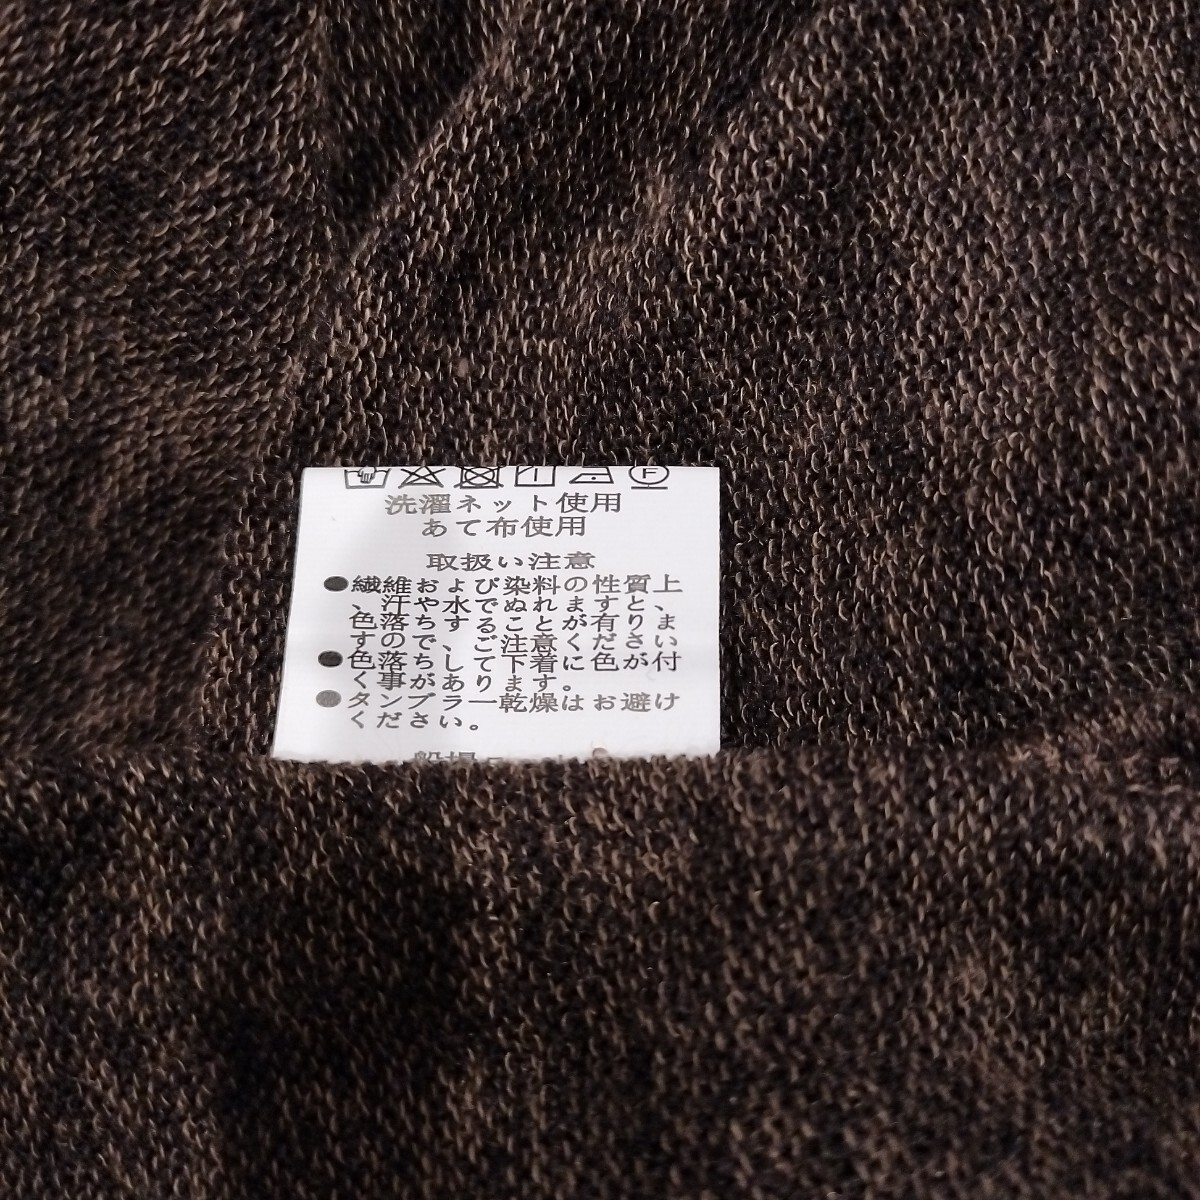 F
洗濯ネット使用
あて布使用
取扱い注意
●繊維および染料の性質上
、汗や水でぬれますと、
色落ちすることが有りま
すので、ご注意ください
●色落ちして下着に色が付
く事があります。
●タンブラー乾燥はお避け
ください。